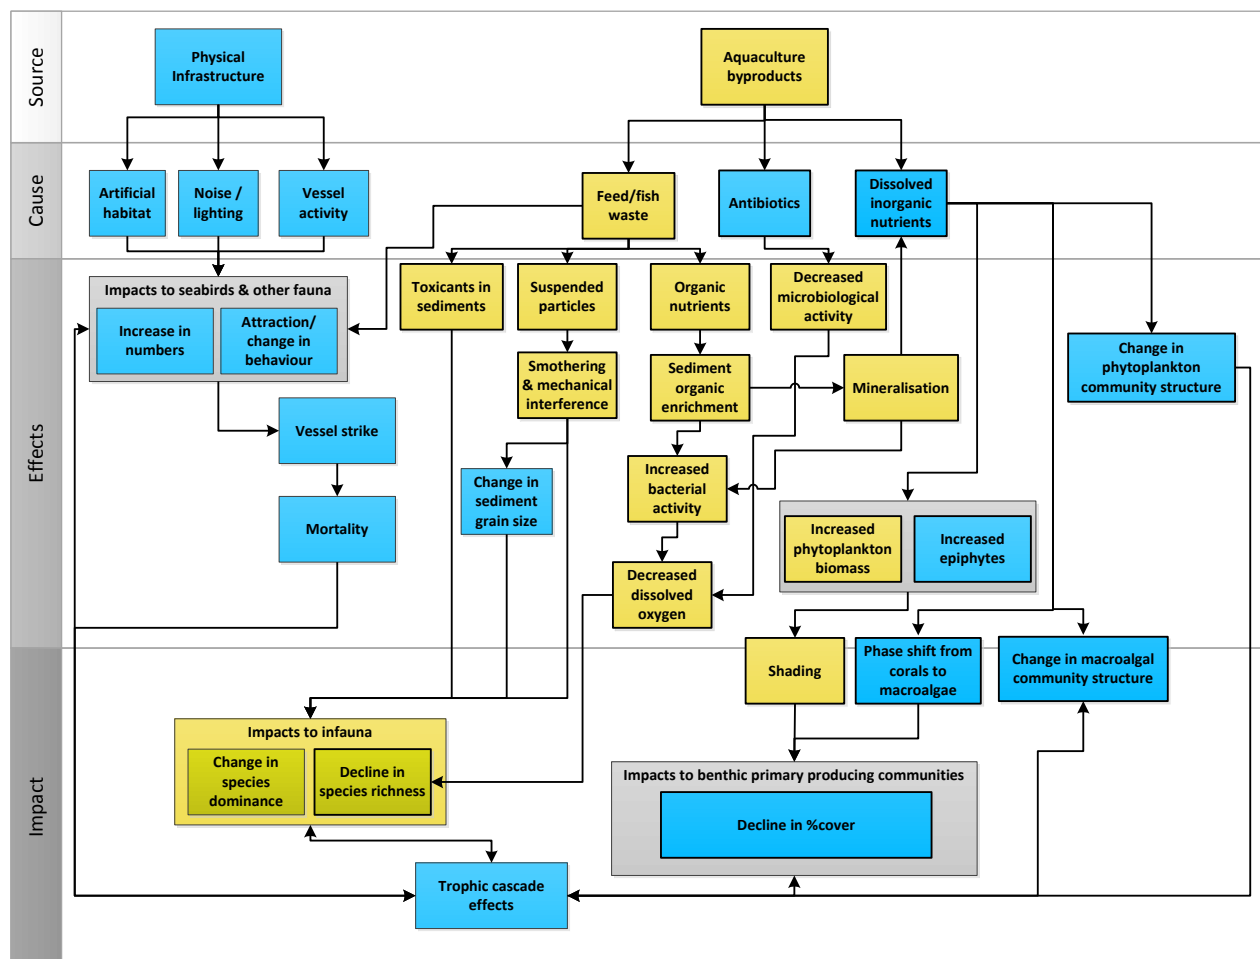 Source
Physical
Infrastructure
Aquaculture
byproducts
Cause
Artificial
habitat
Noise /
lighting
Vessel
activity
Feed/fish
waste
Antibiotics
Dissolved
inorganic
nutrients
Effects
Impacts to seabirds & other fauna
Increase in
numbers
Attraction/
change in
behaviour
Toxicants in
sediments
Suspended
particles
Organic
nutrients
Decreased
microbiological
activity
Smothering
& mechanical
interference
Sediment
organic
enrichment
Mineralisation
Change in
phytoplankton
community structure
Vessel strike
Change in
sediment
grain size
Increased
bacterial
activity
Mortality
Increased
phytoplankton
biomass
Increased
epiphytes
Decreased
dissolved
oxygen
Shading
Phase shift from
corals to
macroalgae
Change in macroalgal
community structure
Impact
Impacts to infauna
Change in
species
dominance
Decline in
species richness
Impacts to benthic primary producing communities
Decline in %cover
Trophic cascade
effects